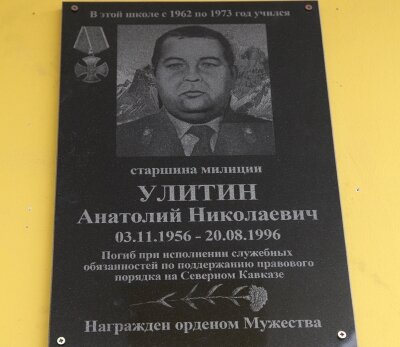 В этой школе с 1962 по 1973 год учился
старшина милиции
УЛИТИН
Анатолий Николаевич
03.11.1956 - 20.08.1996
Погиб при исполнении служебных
обязанностей по поддержанию правового
порядка на Северном Кавказе
Награжден орденом Мужества